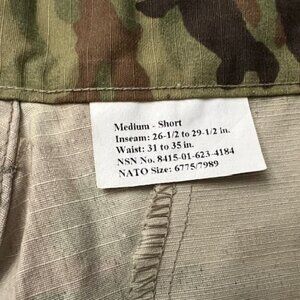 Medium - Short
Inseam: 26-1/2 to 29-1/2 in.
Waist: 31 to 35 in.
NSN No. 8415-01-623-4184
NATO Size: 6775/7989